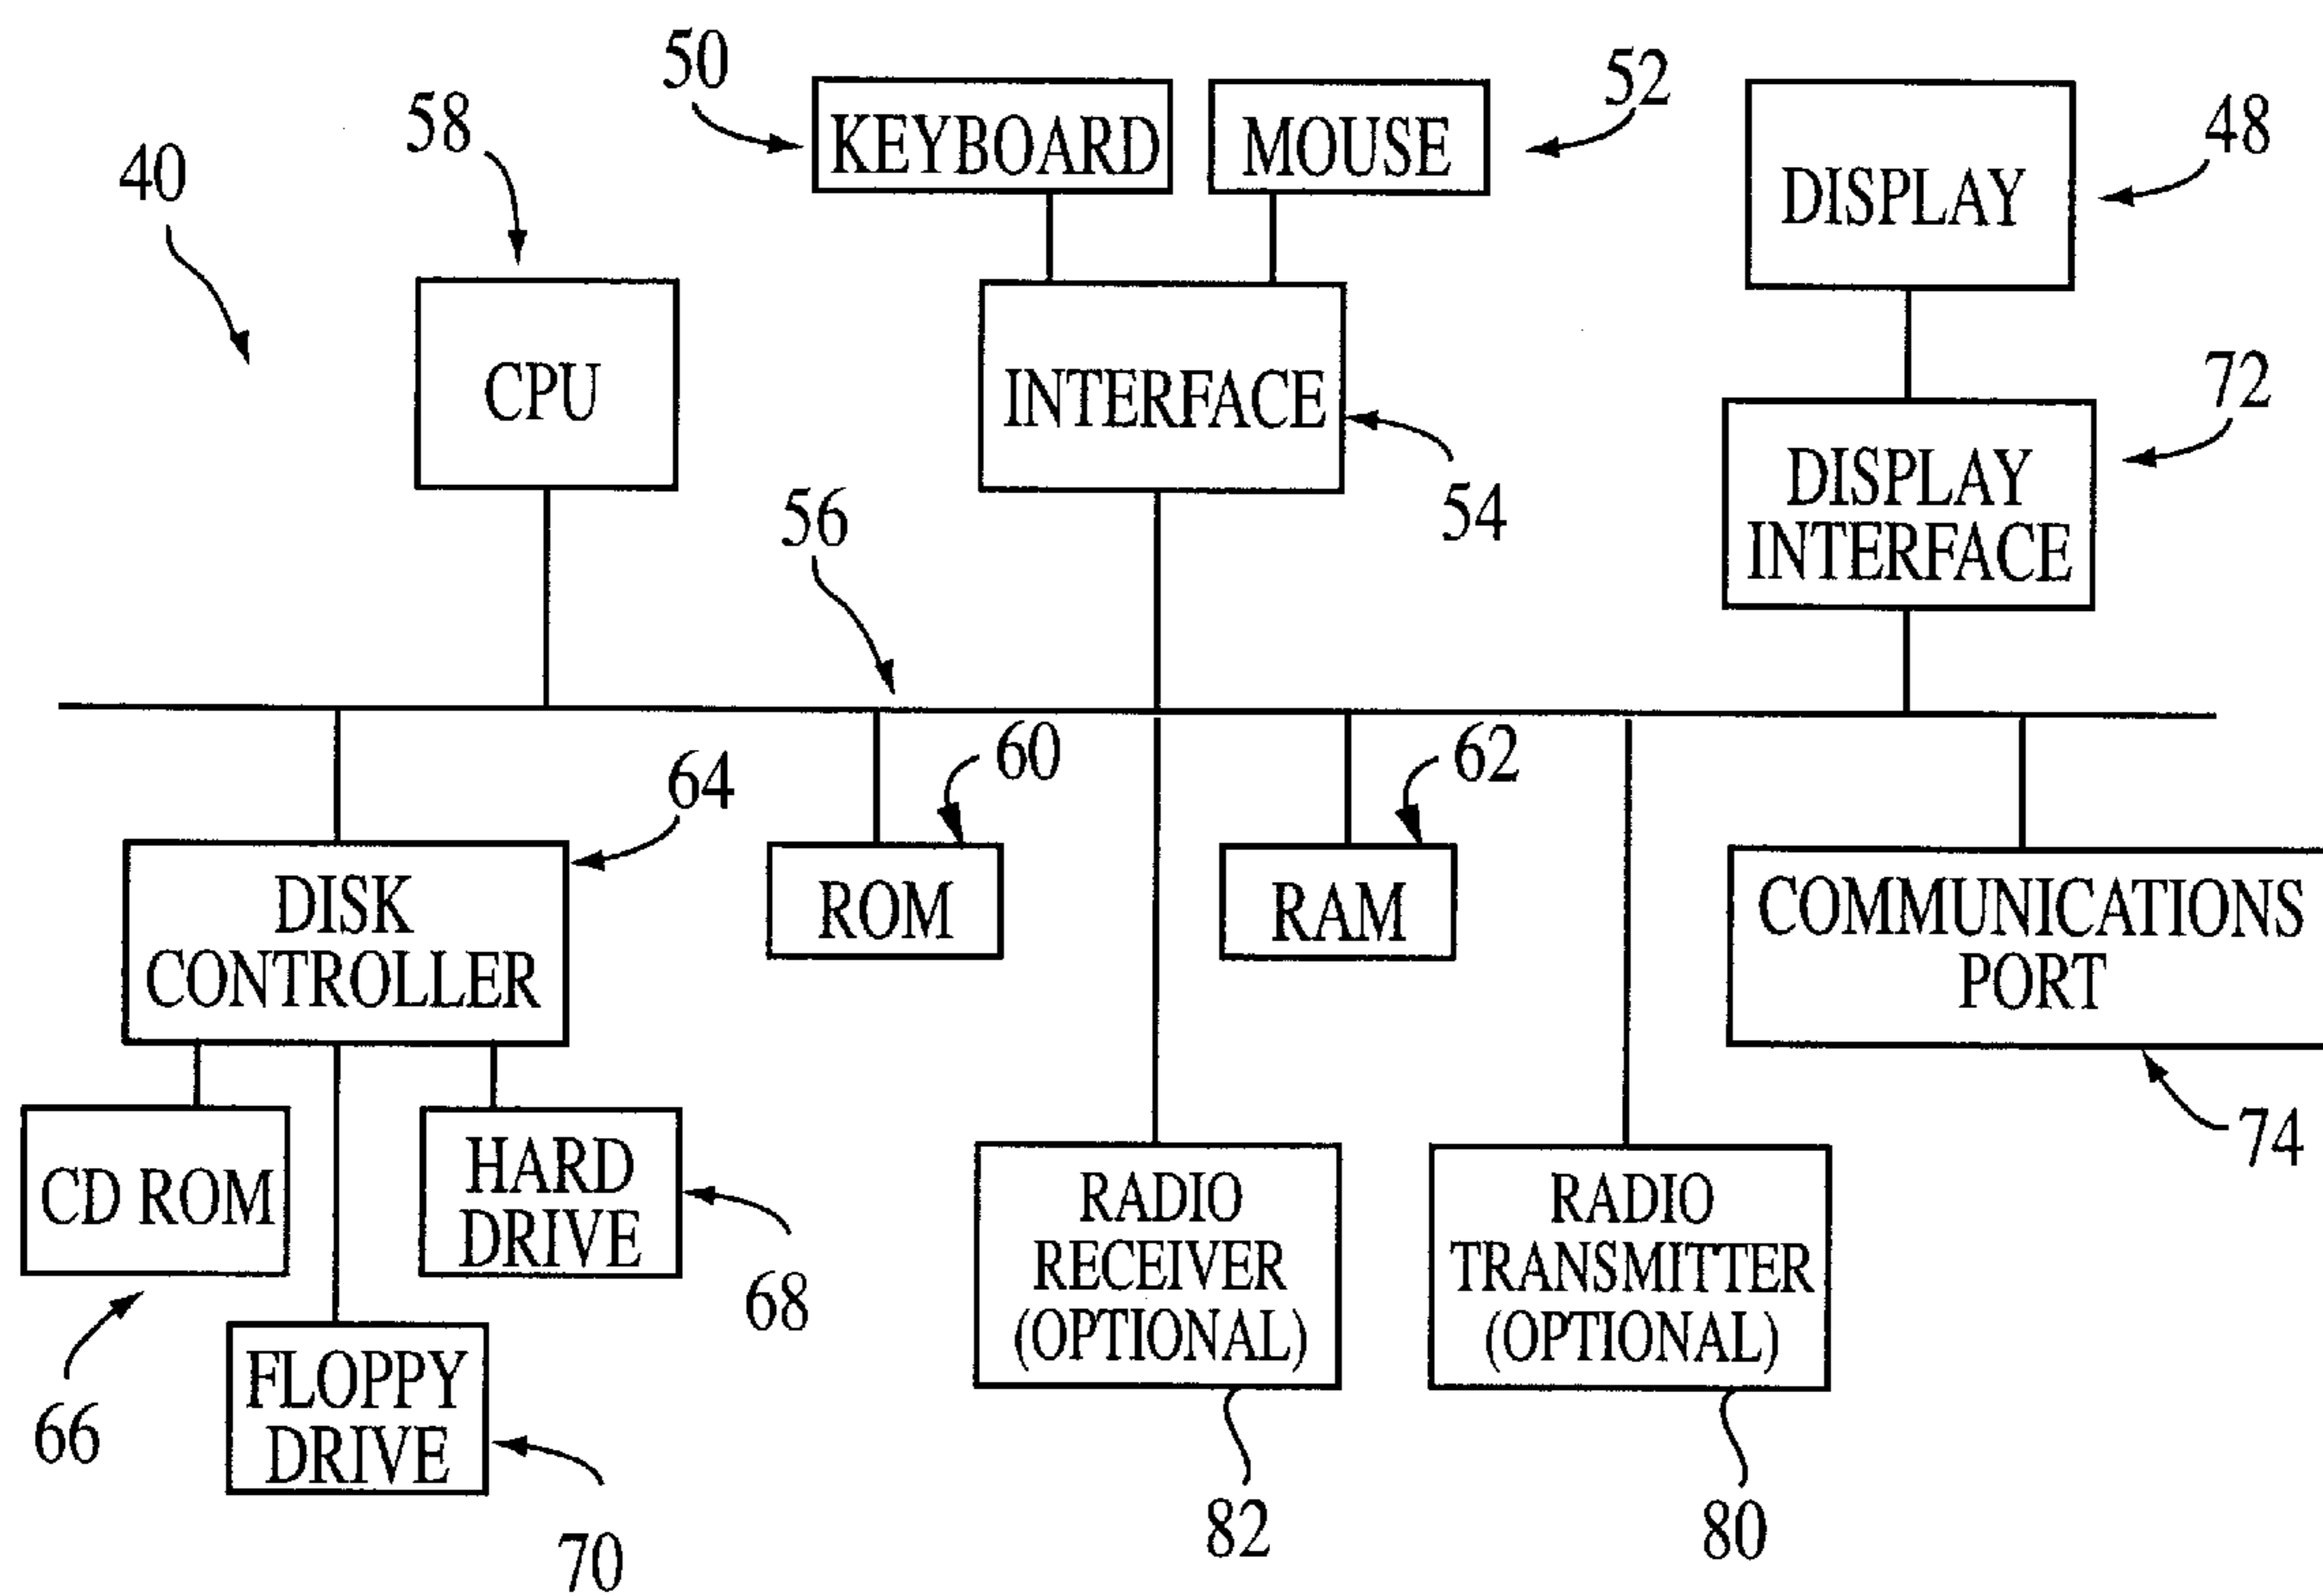 50
KEYBOARD
MOUSE
52
48
58
40
DISPLAY
CPU
INTERFACE
72
54
DISPLAY
INTERFACE
56
60
62
64
DISK
CONTROLLER
ROM
RAM
COMMUNICATIONS
PORT
74
CD ROM
HARD
DRIVE
68
RADIO
RECEIVER
(OPTIONAL)
RADIO
TRANSMITTER
(OPTIONAL)
66
FLOPPY
DRIVE
70
82
80